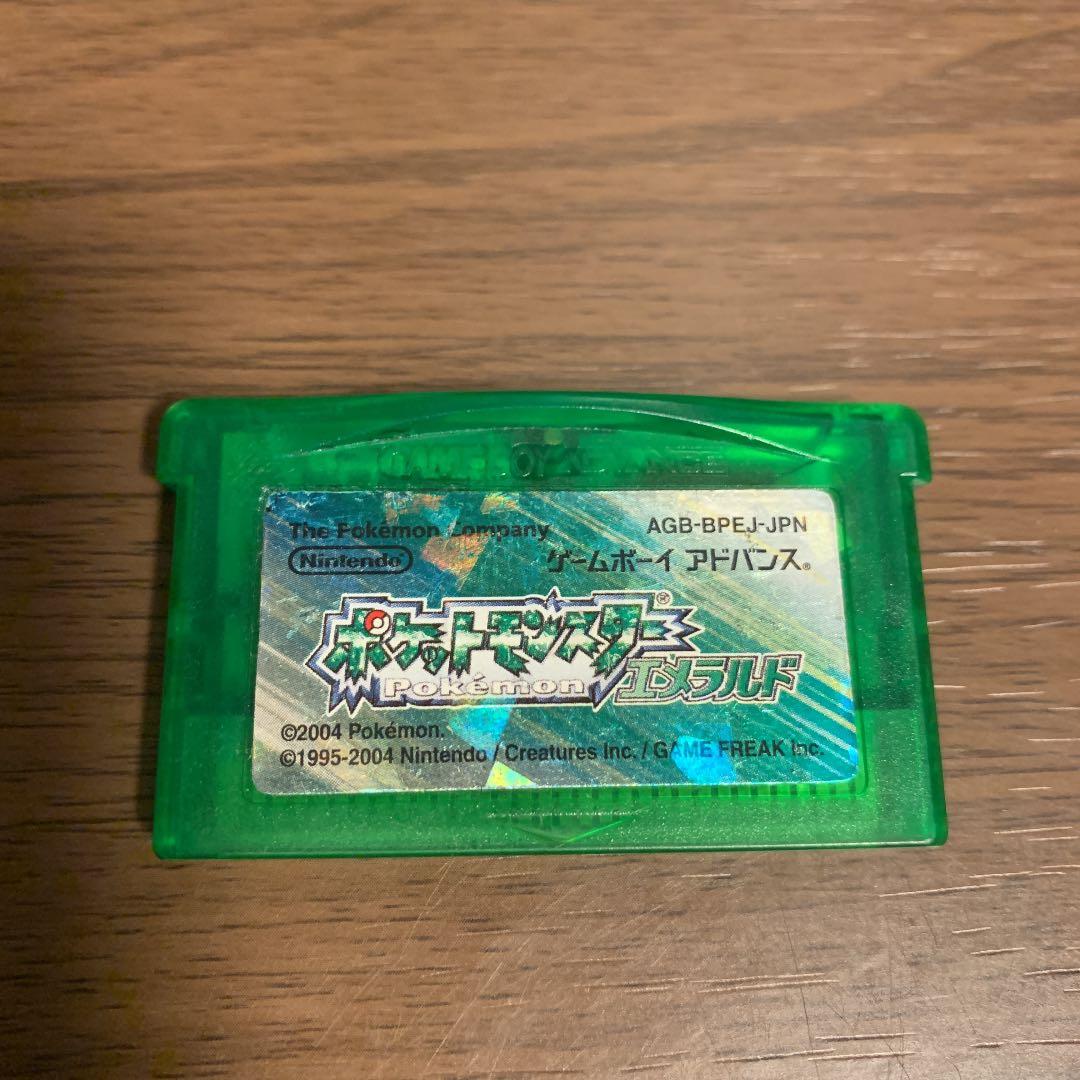 GAME BOY ADVANCE
The Pokémon Company
AGB-BPEJ-JPN
Nintendo
ゲームボーイ アドバンス®
ポケットモンスター®
Pokémon
エメラルド
©2004 Pokémon.
©1995-2004 Nintendo / Creatures Inc. / GAME FREAK Inc.